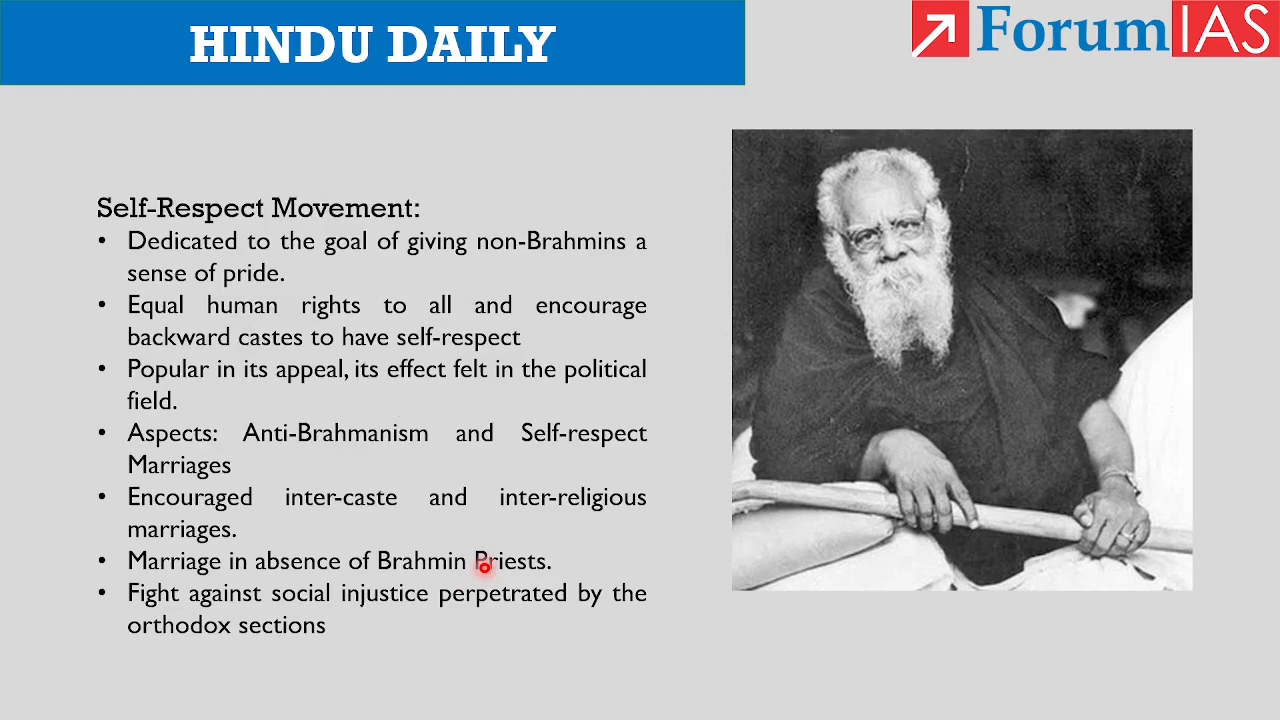 HINDU DAILY
ForumIAS
Self-Respect Movement:
• Dedicated to the goal of giving non-Brahmins a
sense of pride.
• Equal human rights to all and encourage
backward castes to have self-respect
• Popular in its appeal, its effect felt in the political
field.
• Aspects: Anti-Brahmanism and Self-respect
Marriages
• Encouraged inter-caste and inter-religious
marriages.
• Marriage in absence of Brahmin Priests.
• Fight against social injustice perpetrated by the
orthodox sections